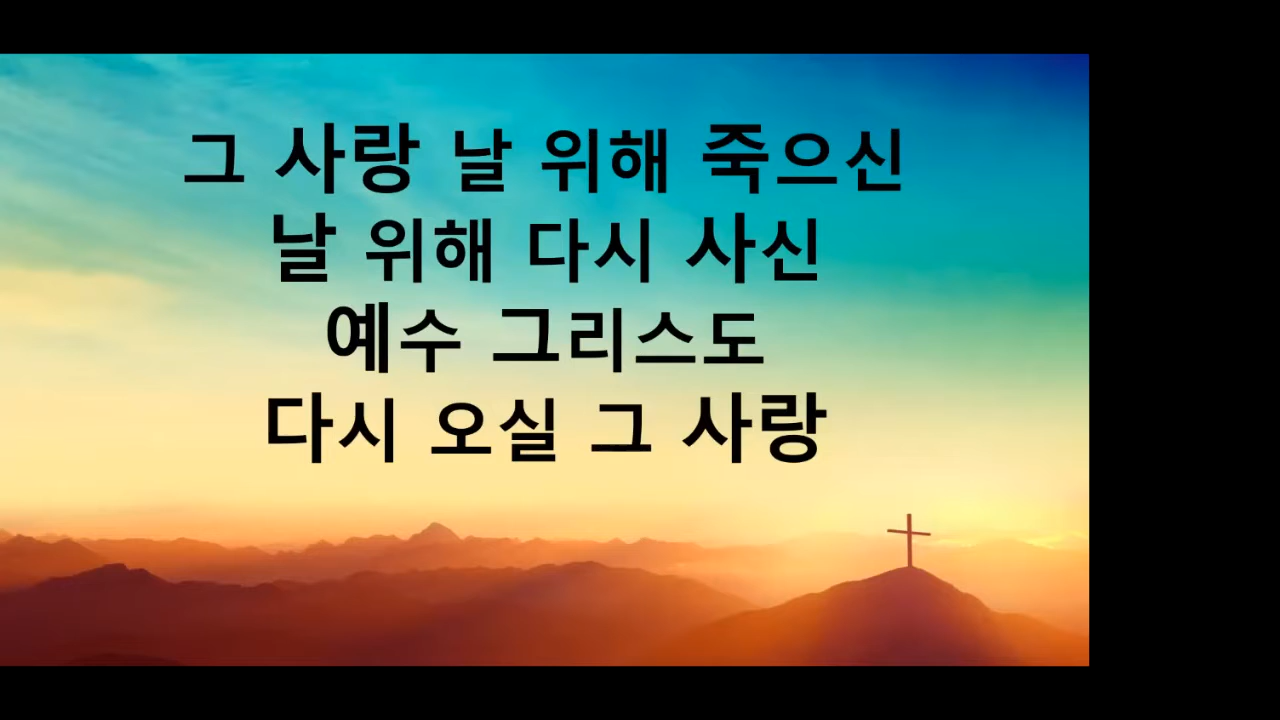 그 사랑 날 위해 죽으신
날 위해 다시 사신
예수 그리스도
다시 오실 그 사랑